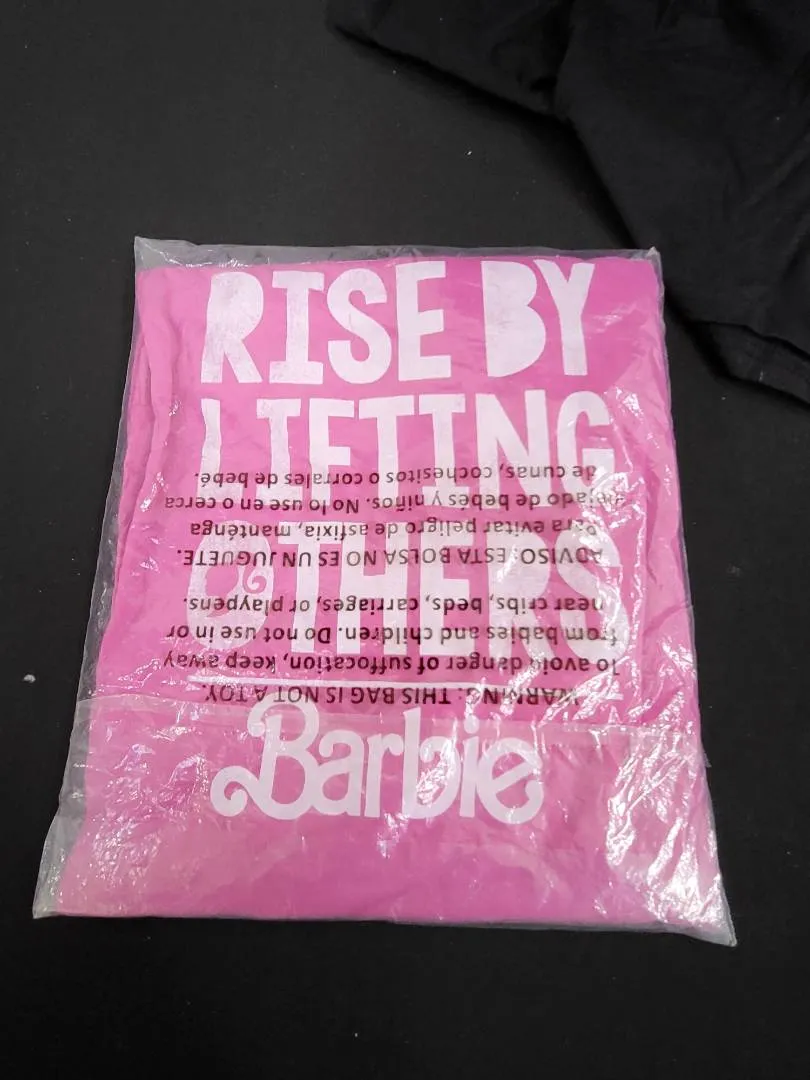 RISE BY
LIFTING
OTHERS
Barbie
WARNING: THIS BAG IS NOT A TOY.
To avoid danger of suffocation, keep away
from babies and children. Do not use in or
near cribs, beds, carriages, or playpens.
ADVISO: ESTA BOLSA NO ES UN JUGUETE.
Para evitar peligro de asfixia, manténga
alejado de bebés y niños. No lo use en o cerca
de cunas, cochesitos o corrales de bebé.